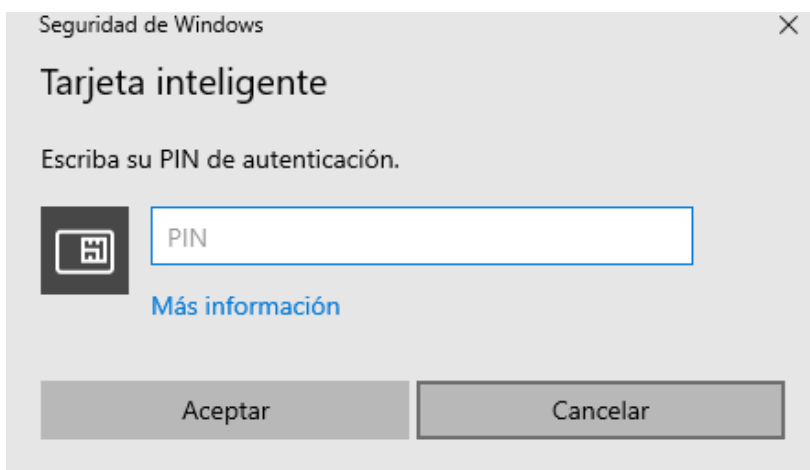 Seguridad de Windows
Tarjeta inteligente
Escriba su PIN de autenticación.
PIN
Más información
Aceptar
Cancelar